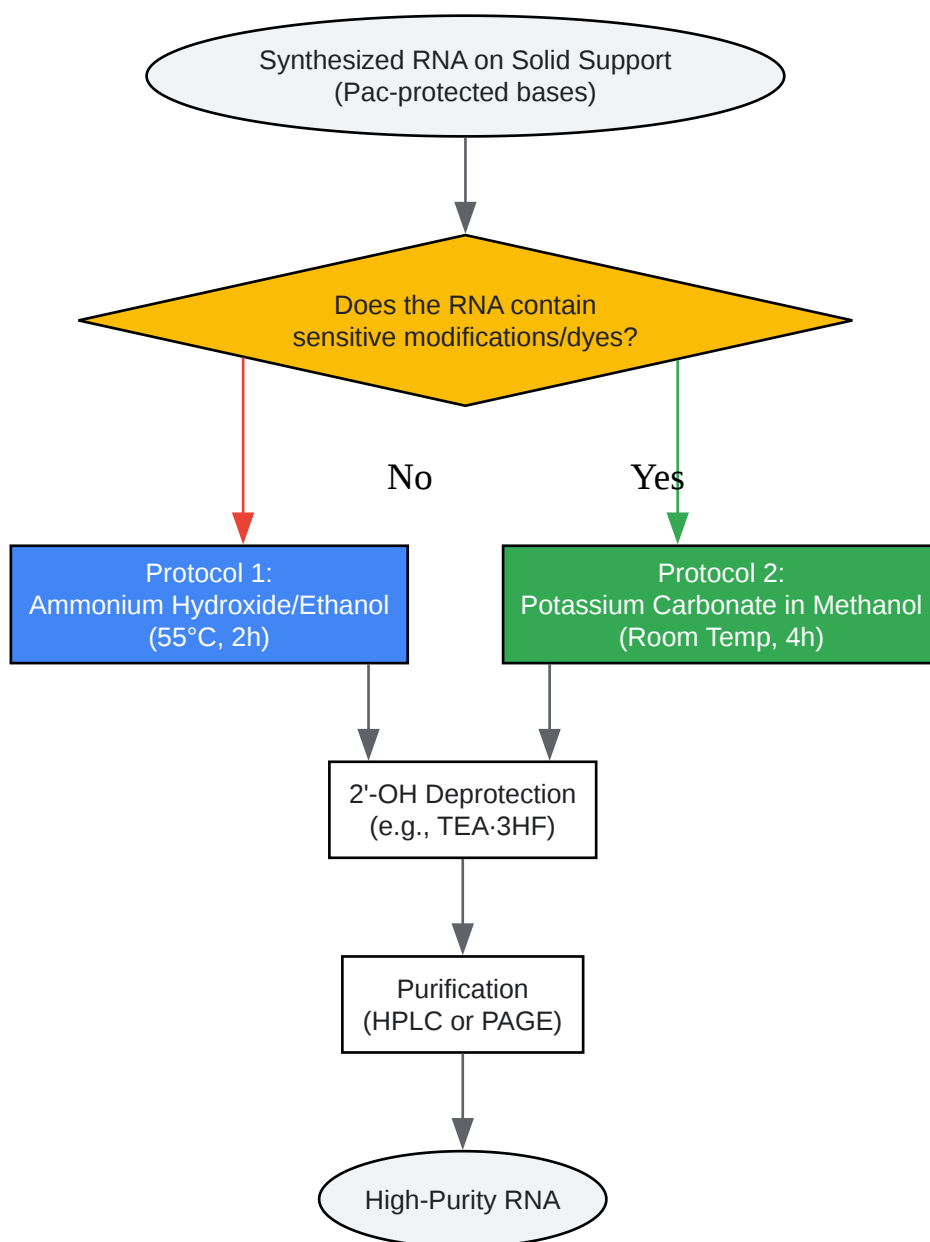 Synthesized RNA on Solid Support
(Pac-protected bases)
Does the RNA contain
sensitive modifications/dyes?
No
Yes
Protocol 1:
Ammonium Hydroxide/Ethanol
(55°C, 2h)
Protocol 2:
Potassium Carbonate in Methanol
(Room Temp, 4h)
2'-OH Deprotection
(e.g., TEA·3HF)
Purification
(HPLC or PAGE)
High-Purity RNA